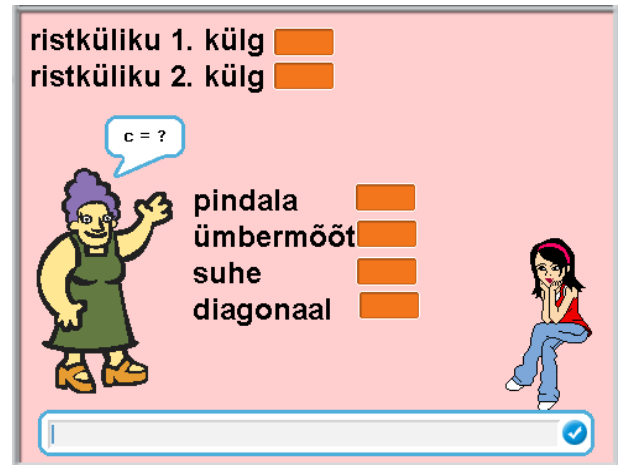 ristküliku 1. külg
ristküliku 2. külg
c = ?
pindala
ümbermõõt
suhe
diagonaal